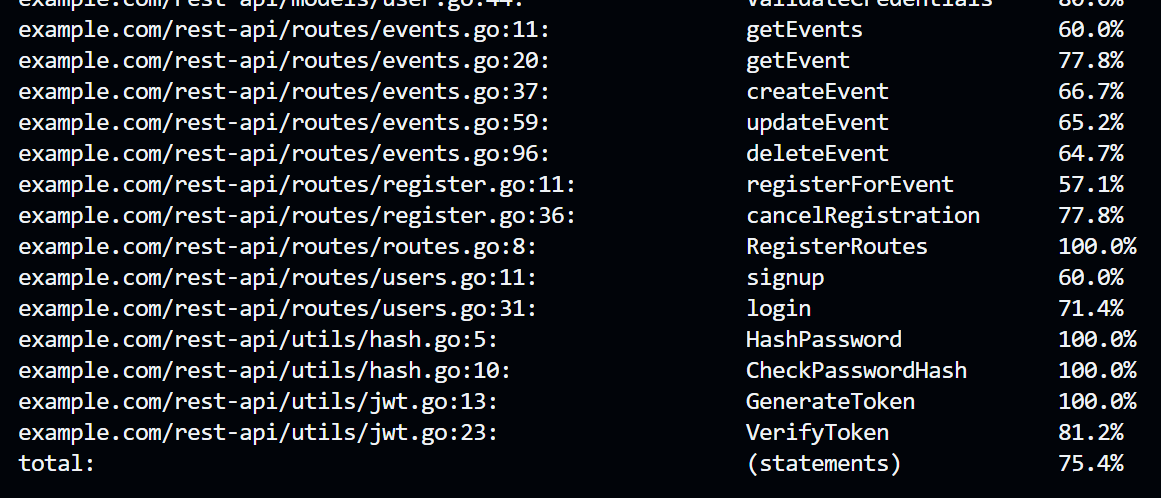 example.com/rest-api/models/user.go:44: ValidateCredentials 80.0%
example.com/rest-api/routes/events.go:11: getEvents 60.0%
example.com/rest-api/routes/events.go:20: getEvent 77.8%
example.com/rest-api/routes/events.go:37: createEvent 66.7%
example.com/rest-api/routes/events.go:59: updateEvent 65.2%
example.com/rest-api/routes/events.go:96: deleteEvent 64.7%
example.com/rest-api/routes/register.go:11: registerForEvent 57.1%
example.com/rest-api/routes/register.go:36: cancelRegistration 77.8%
example.com/rest-api/routes/routes.go:8: RegisterRoutes 100.0%
example.com/rest-api/routes/users.go:11: signup 60.0%
example.com/rest-api/routes/users.go:31: login 71.4%
example.com/rest-api/utils/hash.go:5: HashPassword 100.0%
example.com/rest-api/utils/hash.go:10: CheckPasswordHash 100.0%
example.com/rest-api/utils/jwt.go:13: GenerateToken 100.0%
example.com/rest-api/utils/jwt.go:23: VerifyToken 81.2%
total: (statements) 75.4%